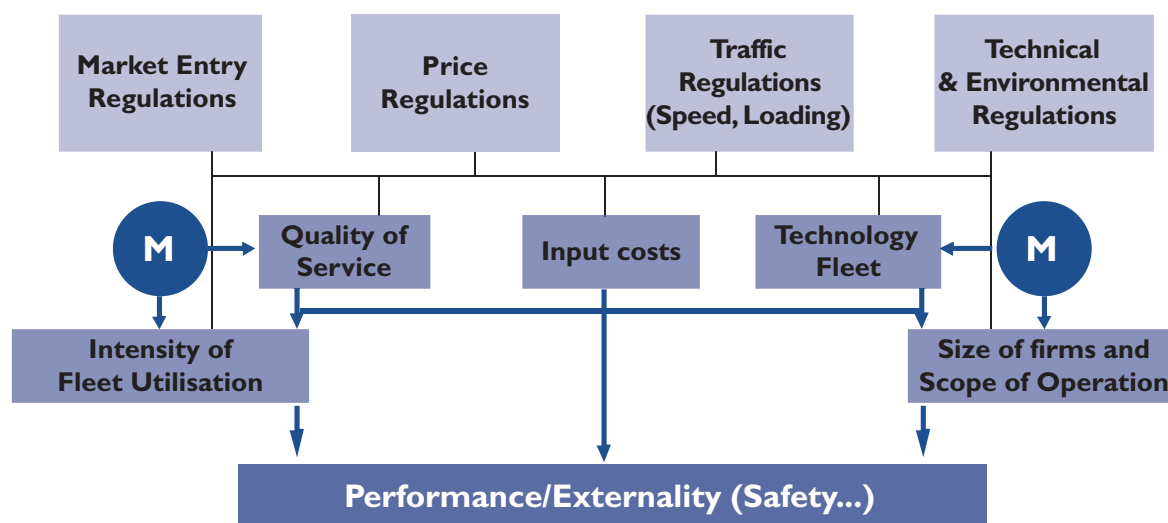 Market Entry
Regulations
Price
Regulations
Traffic
Regulations
(Speed, Loading)
Technical
& Environmental
Regulations
M
Quality of
Service
Input costs
Technology
Fleet
M
Intensity of
Fleet Utilisation
Size of firms and
Scope of Operation
Performance/Externality (Safety...)